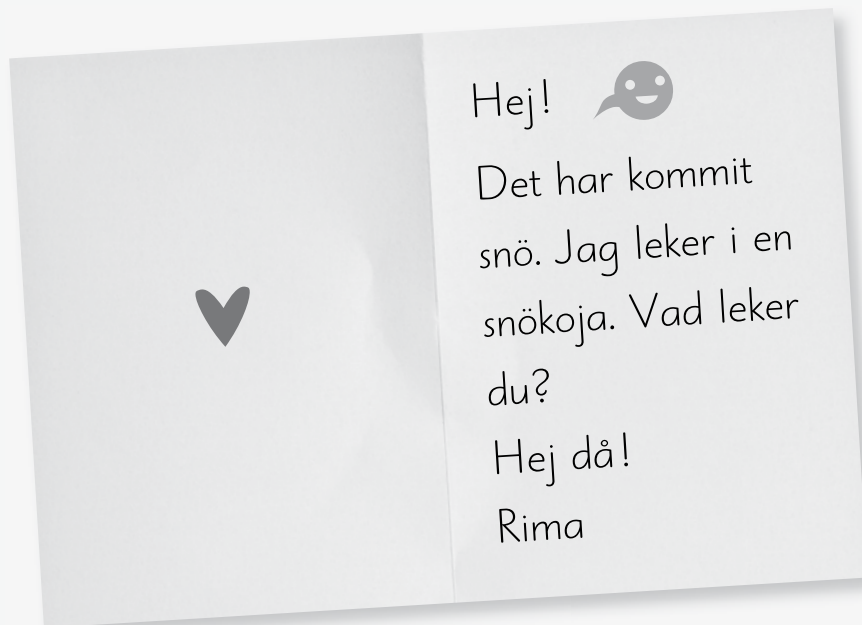 Hej!
Det har kommit
snö. Jag leker i en
snökoja. Vad leker
du?
Hej då!
Rima